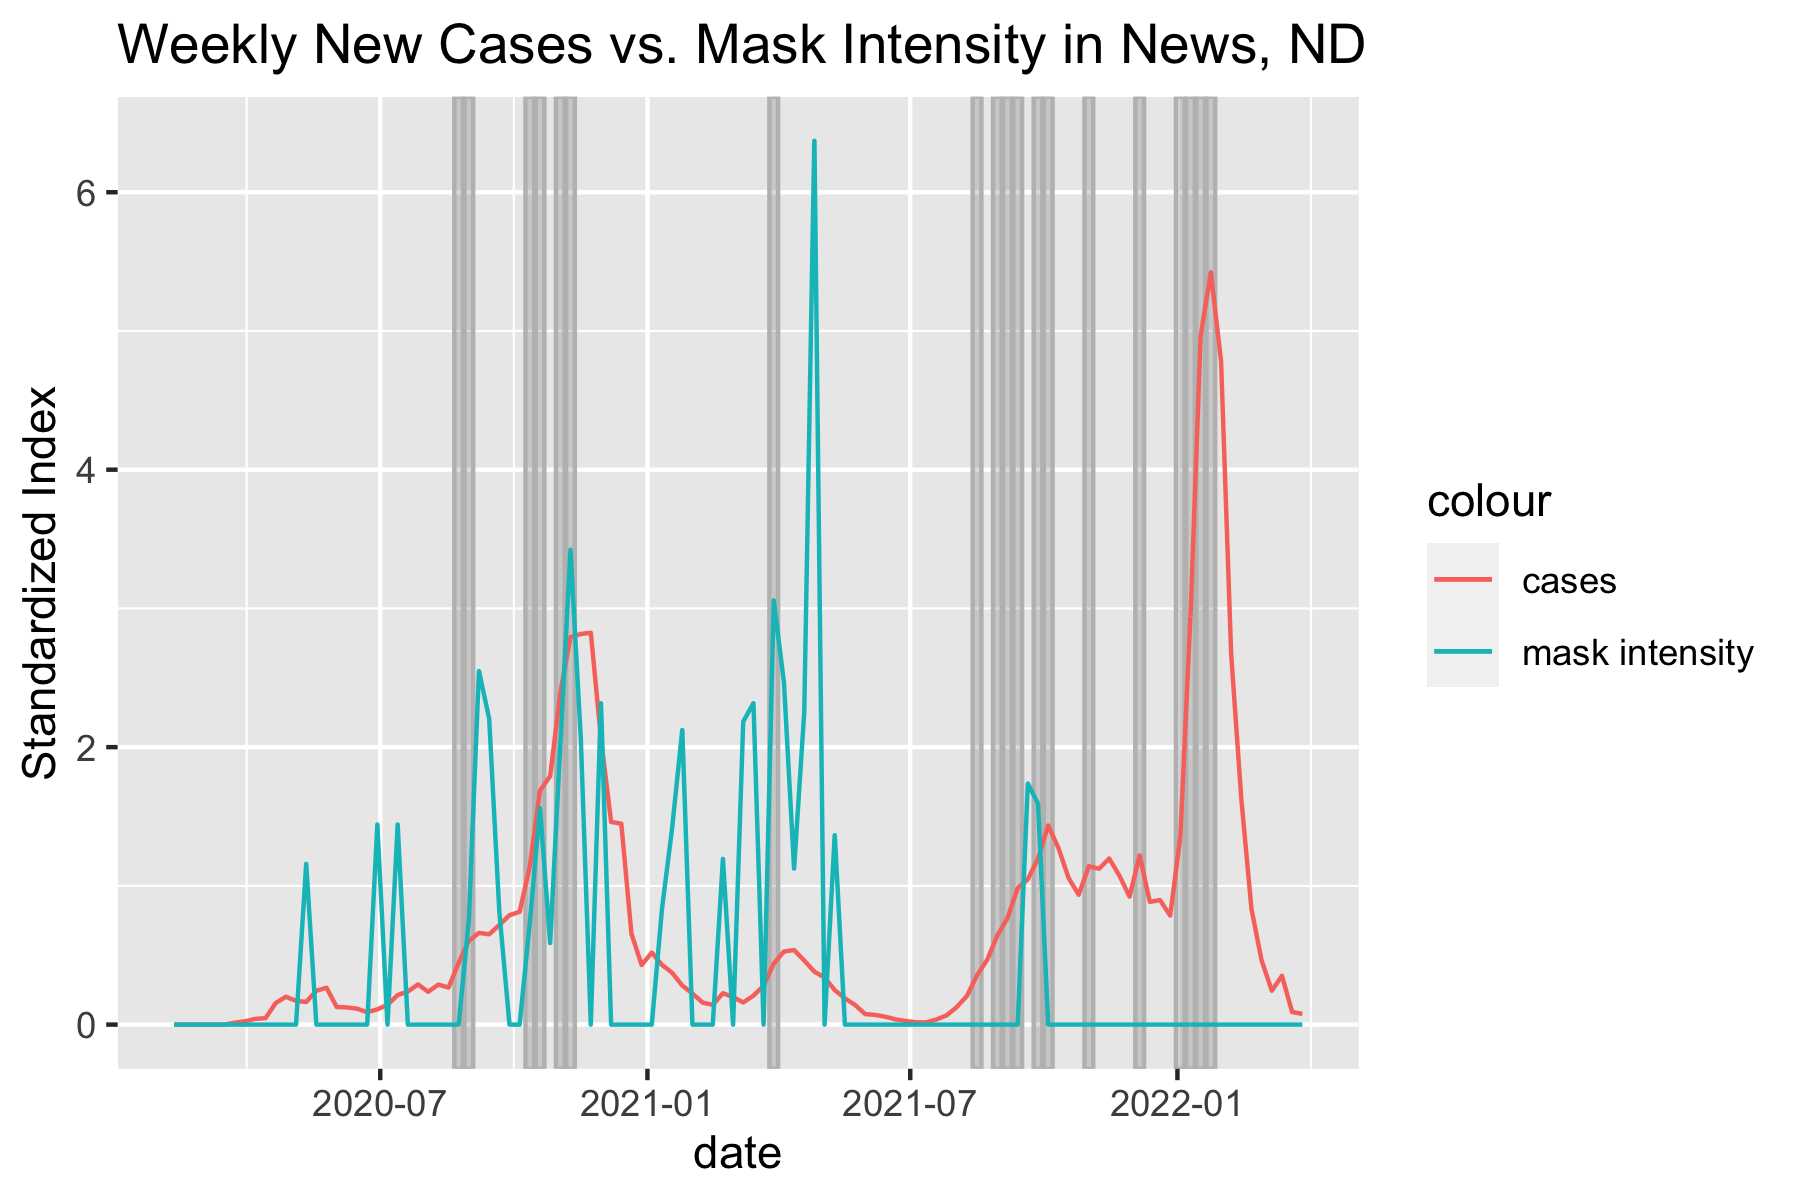 Weekly New Cases vs. Mask Intensity in News, ND
Standardized Index
6
4
2
0
2020-07
2021-01
2021-07
2022-01
date
colour
cases
mask intensity